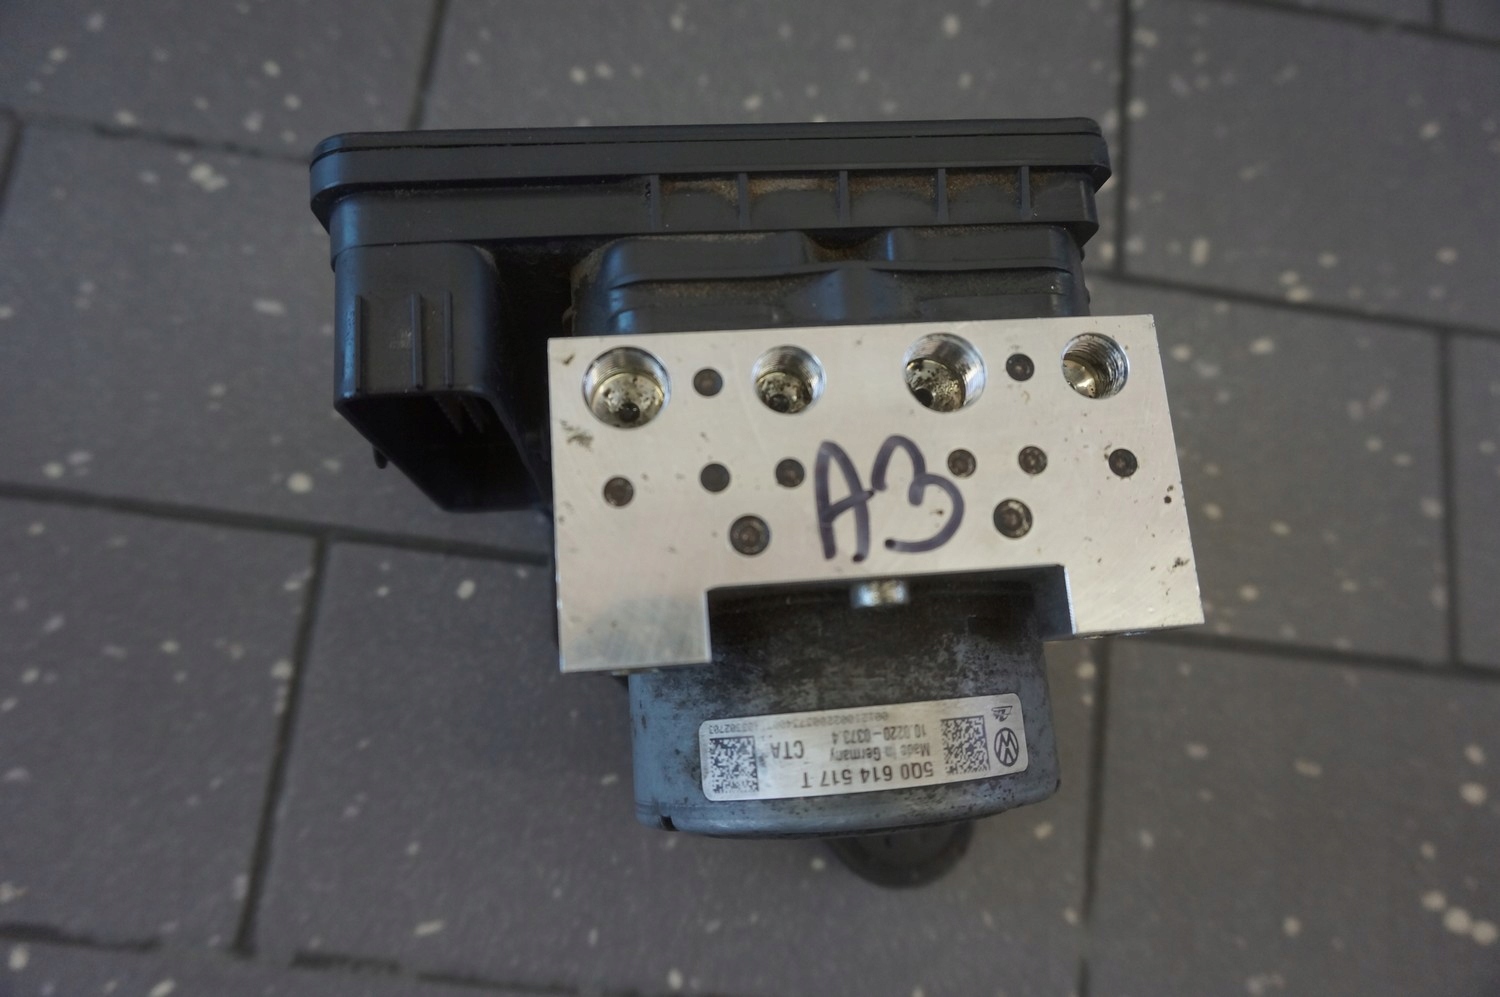 A3
5Q0 614 517 T
Made in Germany
CTA
10.0220-0373.4